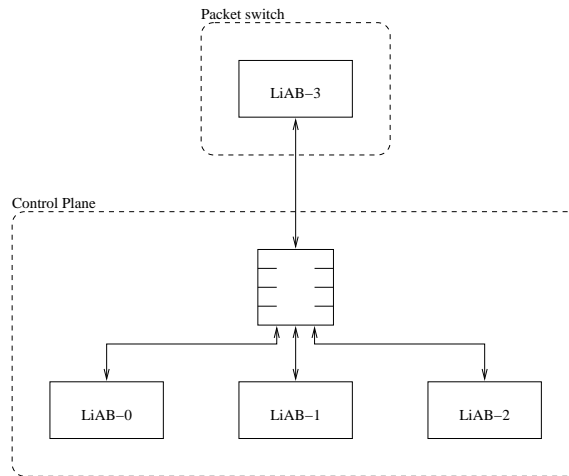 Packet switch
LiAB−3
Control Plane
LiAB−0
LiAB−1
LiAB−2